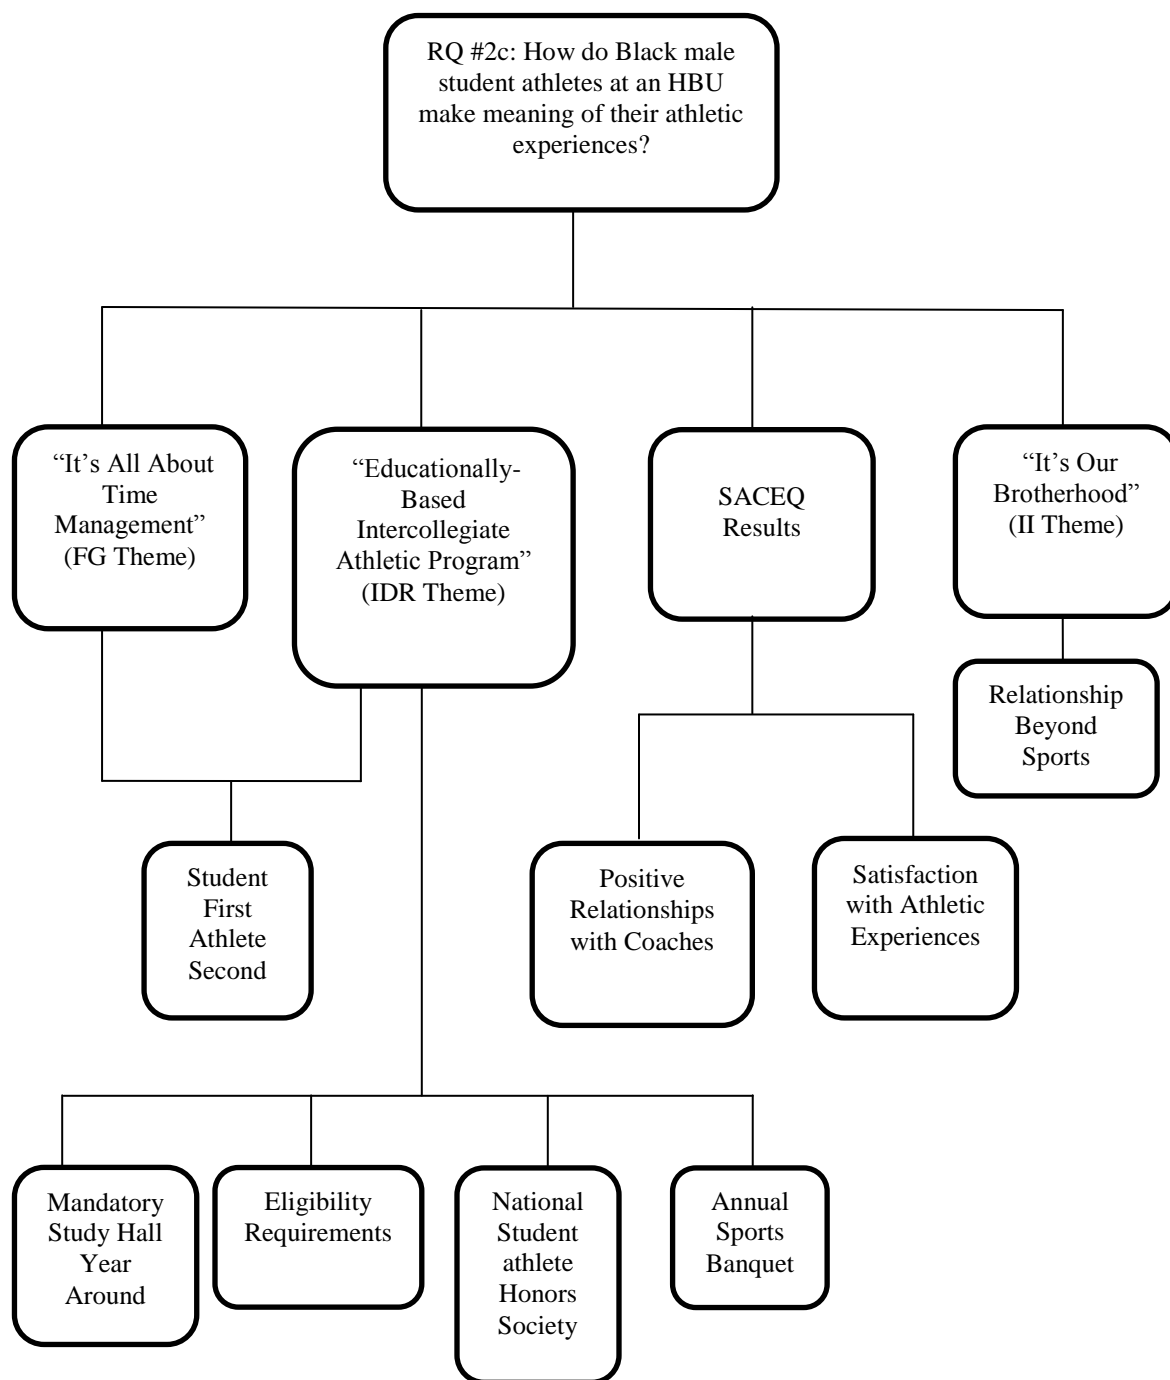 RQ #2c: How do Black male
student athletes at an HBU
make meaning of their athletic
experiences?
“It’s All About
Time
Management”
(FG Theme)
“Educationally-
Based
Intercollegiate
Athletic Program”
(IDR Theme)
SACEQ
Results
“It’s Our
Brotherhood”
(II Theme)
Relationship
Beyond
Sports
Student
First
Athlete
Second
Positive
Relationships
with Coaches
Satisfaction
with Athletic
Experiences
Mandatory
Study Hall
Year
Around
Eligibility
Requirements
National
Student
athlete
Honors
Society
Annual
Sports
Banquet